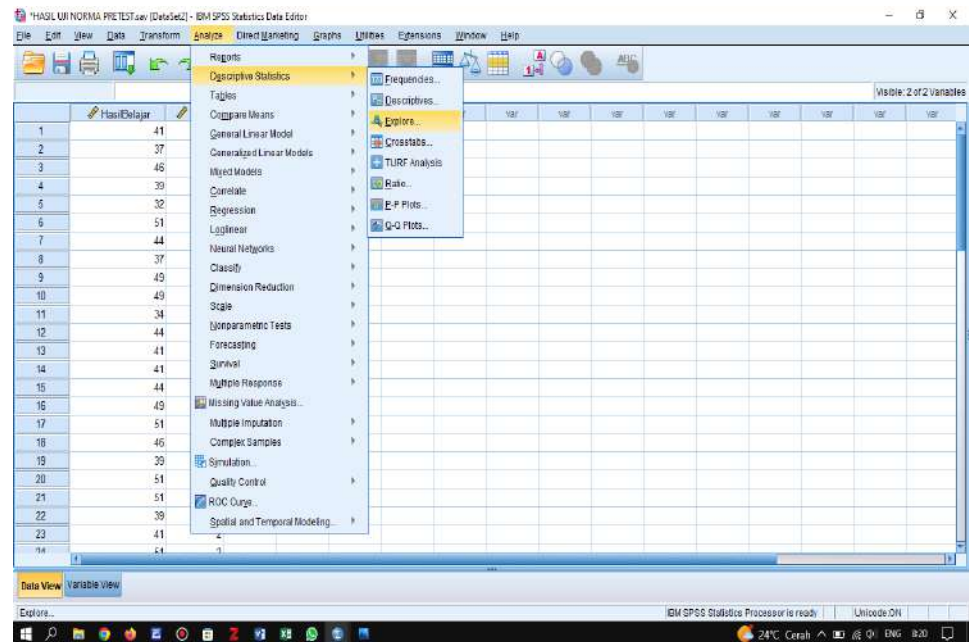 *HASIL UJI NORMA PRETEST.sav [DataSet2] - IBM SPSS Statistics Data Editor
File Edit View Data Transform Analyze Direct Marketing Graphs Utilities Extensions Window Help
Visible: 2 of 2 Variables
Reports
Descriptive Statistics
Tables
Compare Means
General Linear Model
Generalized Linear Models
Mixed Models
Correlate
Regression
Loglinear
Neural Networks
Classify
Dimension Reduction
Scale
Nonparametric Tests
Forecasting
Survival
Multiple Response
Missing Value Analysis...
Multiple Imputation
Complex Samples
Simulation...
Quality Control
ROC Curve...
Spatial and Temporal Modeling...
Frequencies...
Descriptives...
Explore...
Crosstabs...
TURF Analysis
Ratio...
P-P Plots...
Q-Q Plots...
HasilBelajar var var var var var var var
1 41
2 37
3 46
4 39
5 32
6 51
7 44
8 37
9 49
10 49
11 34
12 44
13 41
14 41
15 44
16 49
17 51
18 46
19 39
20 51
21 51
22 39
23 41 2
Data View Variable View
Explore...
IBM SPSS Statistics Processor is ready Unicode:ON
24°C Cerah ENG 8:20